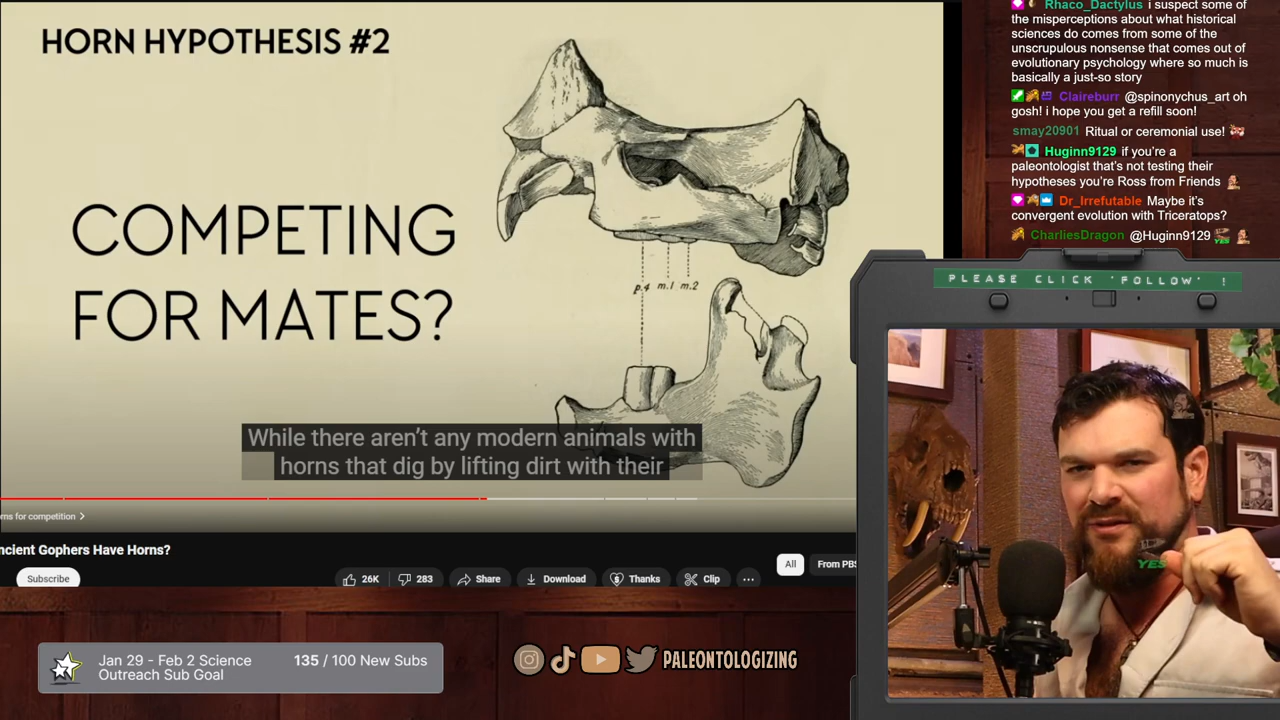 HORN HYPOTHESIS #2
COMPETING
FOR MATES?
p.4 m.1 m.2
While there aren't any modern animals with
horns that dig by lifting dirt with their
rns for competition >
ncient Gophers Have Horns?
Subscribe
26K
283
Share
Download
Thanks
Clip
All
From PBS
Rhaco_Dactylus i suspect some of
the misperceptions about what historical
sciences do comes from some of the
unscrupulous nonsense that comes out of
evolutionary psychology where so much is
basically a just-so story
Claireburr @spinonychus_art oh
gosh! i hope you get a refill soon!
smay20901 Ritual or ceremonial use!
Huginn9129 if you're a
paleontologist that's not testing their
hypotheses you're Ross from Friends
Dr_Irrefutable Maybe it's
convergent evolution with Triceratops?
CharliesDragon @Huginn9129
PLEASE CLICK 'FOLLOW' !
YES
Jan 29 - Feb 2 Science
Outreach Sub Goal
135 / 100 New Subs
PALEONTOLOGIZING